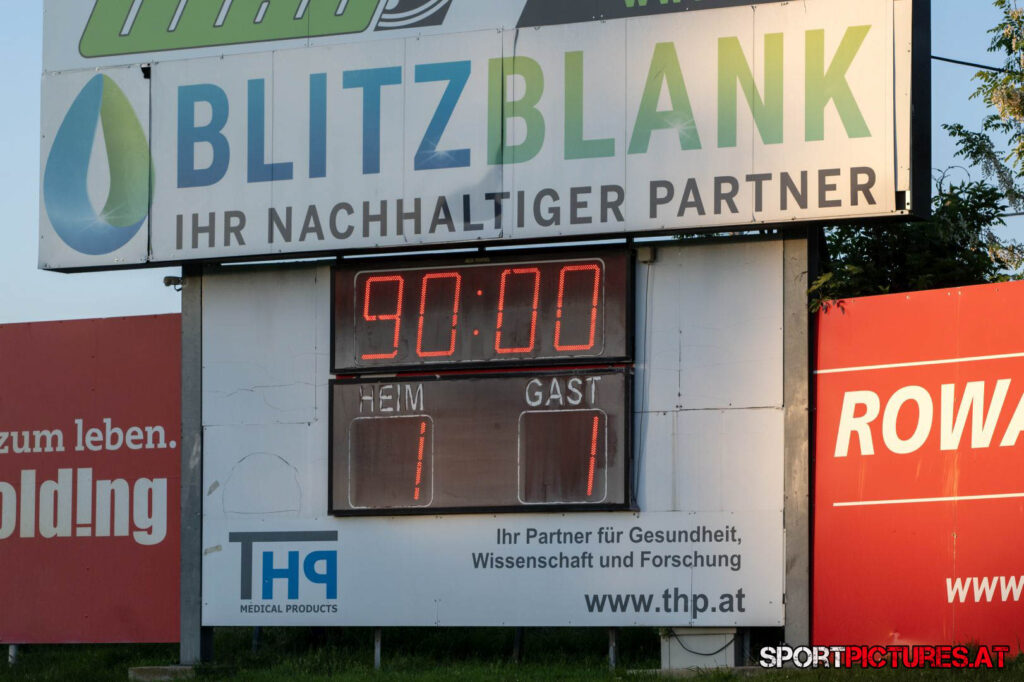 BLITZBLANK
IHR NACHHALTIGER PARTNER
90:00
HEIM GAST
1 1
zum leben.
old!ng
ROWA
www
THP
MEDICAL PRODUCTS
Ihr Partner für Gesundheit,
Wissenschaft und Forschung
www.thp.at
SPORTPICTURES.AT